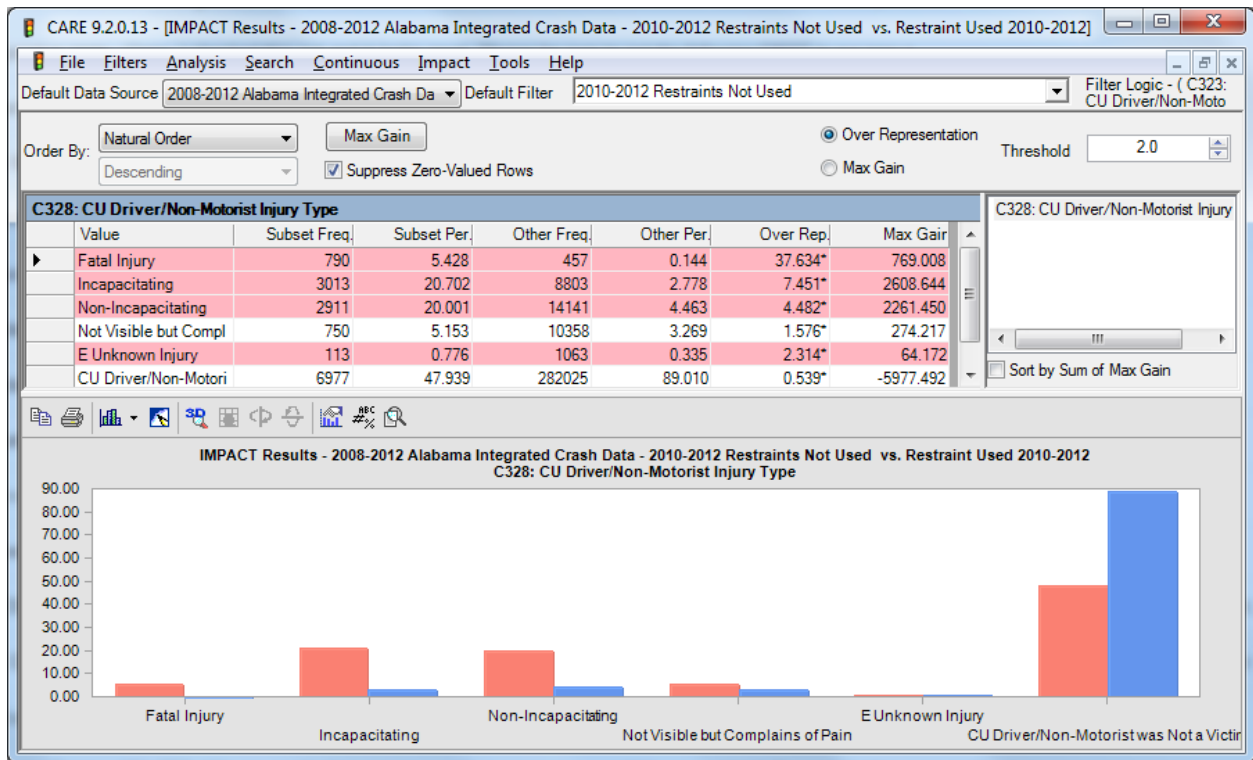 CARE 9.2.0.13 - [IMPACT Results - 2008-2012 Alabama Integrated Crash Data - 2010-2012 Restraints Not Used vs. Restraint Used 2010-2012]
File Filters Analysis Search Continuous Impact Tools Help
Default Data Source 2008-2012 Alabama Integrated Crash Da Default Filter 2010-2012 Restraints Not Used Filter Logic - ( C323:
CU Driver/Non-Moto
Order By: Natural Order Max Gain Over Representation Threshold 2.0
Descending Suppress Zero-Valued Rows Max Gain
C328: CU Driver/Non-Motorist Injury Type C328: CU Driver/Non-Motorist Injury
Value Subset Freq. Subset Per. Other Freq. Other Per. Over Rep. Max Gair
Fatal Injury 790 5.428 457 0.144 37.634* 769.008
Incapacitating 3013 20.702 8803 2.778 7.451* 2608.644
Non-Incapacitating 2911 20.001 14141 4.463 4.482* 2261.450
Not Visible but Compl 750 5.153 10358 3.269 1.576* 274.217
E Unknown Injury 113 0.776 1063 0.335 2.314* 64.172
CU Driver/Non-Motori 6977 47.939 282025 89.010 0.539* -5977.492
Sort by Sum of Max Gain
3D ABC #%
IMPACT Results - 2008-2012 Alabama Integrated Crash Data - 2010-2012 Restraints Not Used vs. Restraint Used 2010-2012
C328: CU Driver/Non-Motorist Injury Type
90.00
80.00
70.00
60.00
50.00
40.00
30.00
20.00
10.00
0.00
Fatal Injury Non-Incapacitating E Unknown Injury
Incapacitating Not Visible but Complains of Pain CU Driver/Non-Motorist was Not a Victir